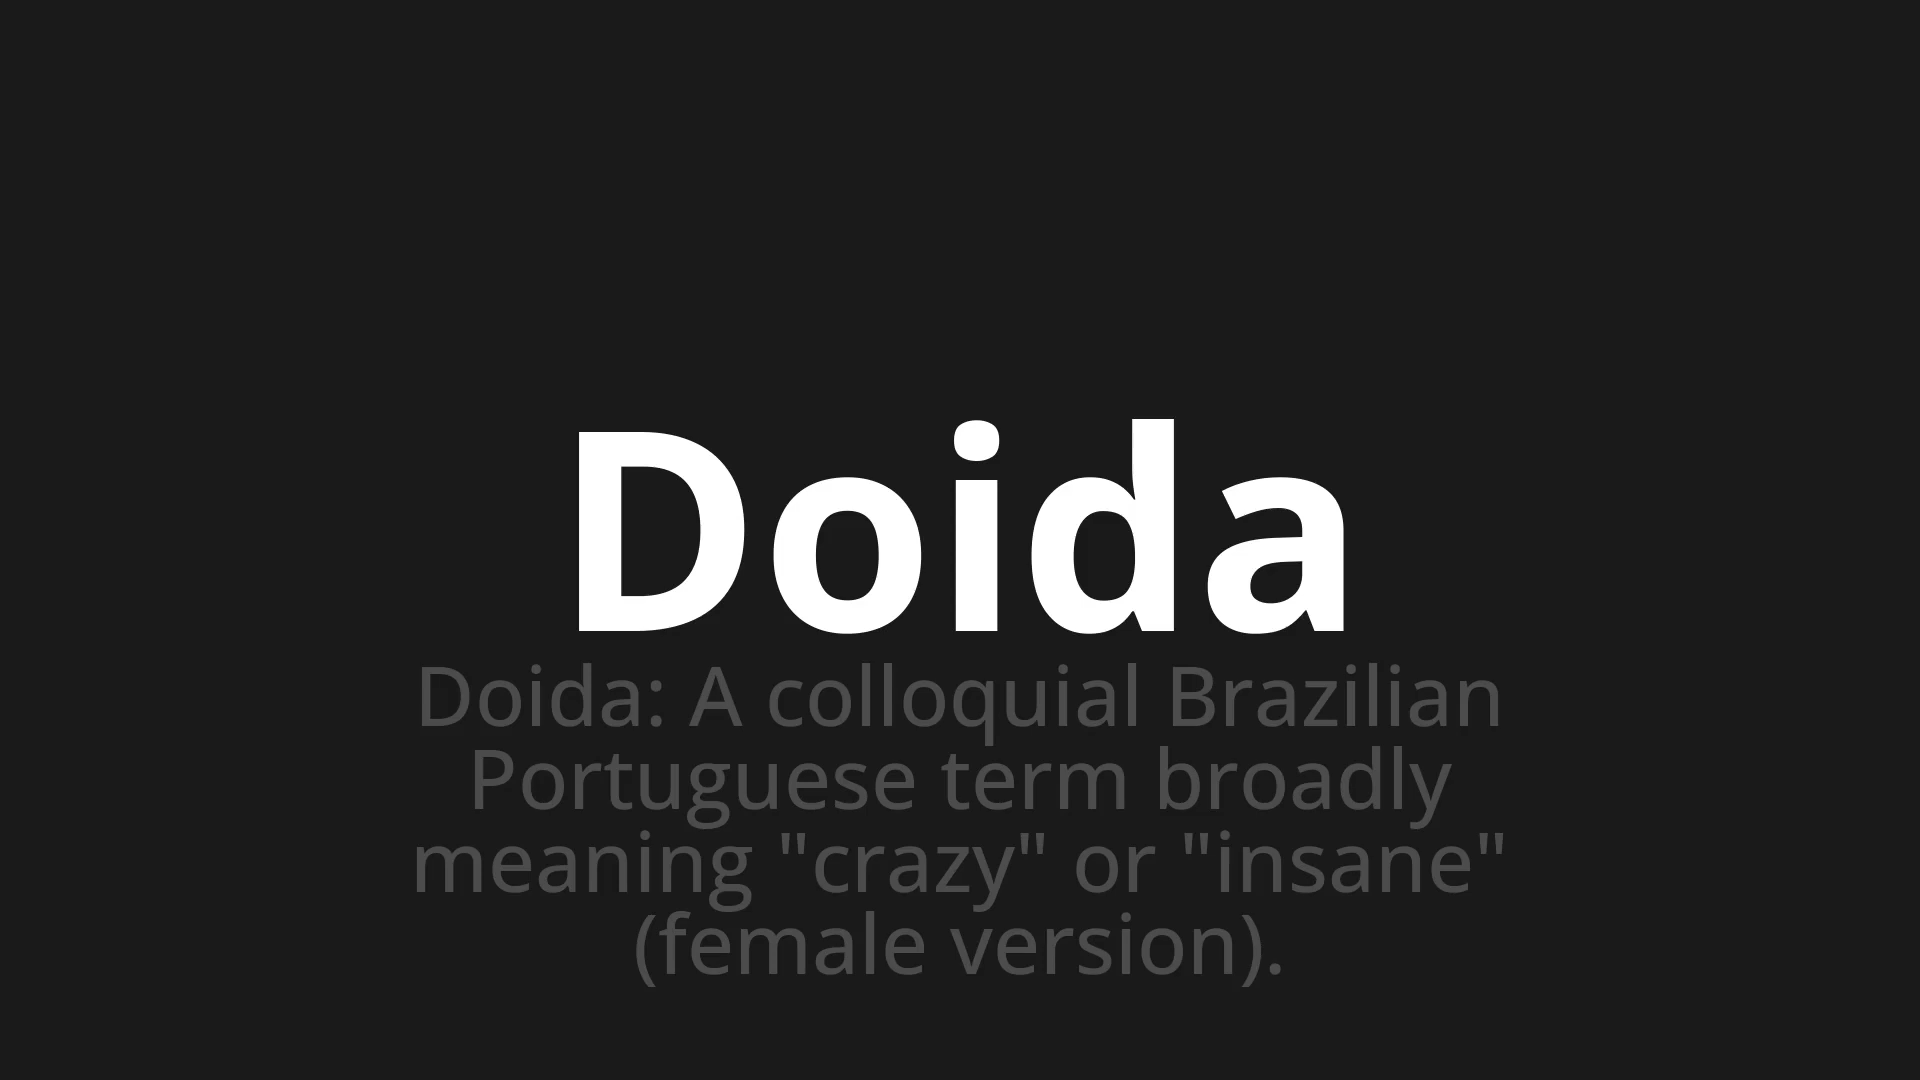 Doida
Doida: A colloquial Brazilian
Portuguese term broadly
meaning "crazy" or "insane"
(female version).